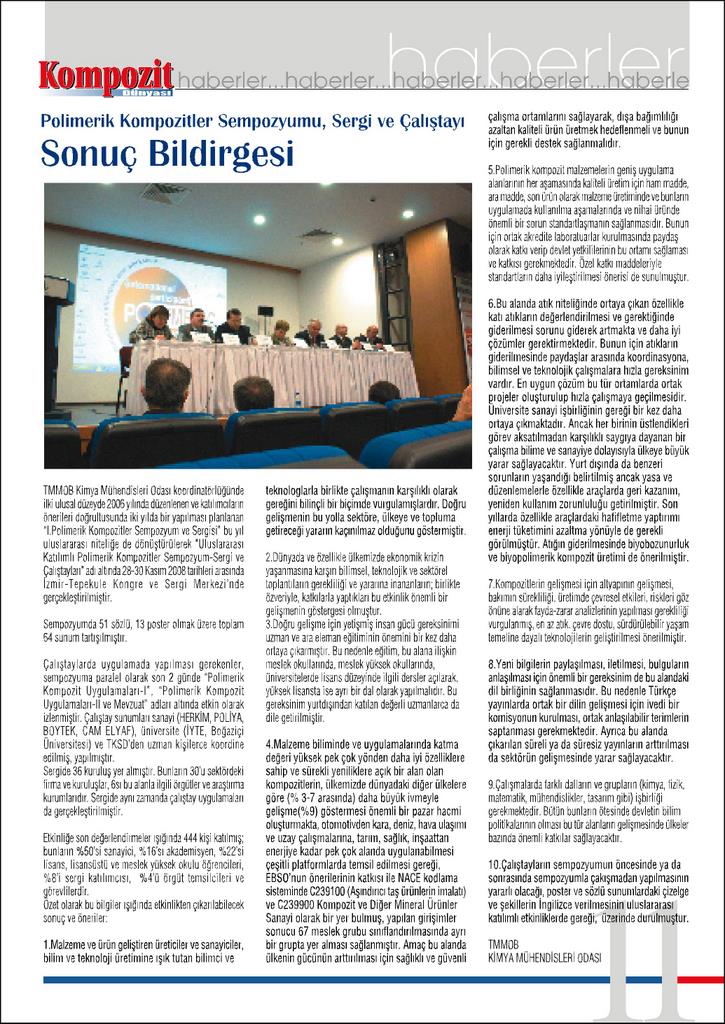 haberler
Kompozit
Dünyası
haberler...haberler...haberler...haberler...haberle
Polimerik Kompozitler Sempozyumu, Sergi ve Çalıştayı
Sonuç Bildirgesi
international
participation
TMMOB Kimya Mühendisleri Odası koordinatörlüğünde
ilki ulusal düzeyde 2006 yılında düzenlenen ve katılımcıların
önerileri doğrultusunda iki yılda bir yapılması planlanan
"I.Polimerik Kompozitler Sempozyum ve Sergisi" bu yıl
uluslararası niteliğe de dönüştürülerek "Uluslararası
Katılımlı Polimerik Kompozitler Sempozyum-Sergi ve
Çalıştayları" adı altında 28-30 Kasım 2008 tarihleri arasında
İzmir-Tepekule Kongre ve Sergi Merkezi'nde
gerçekleştirilmiştir.
Sempozyumda 51 sözlü, 13 poster olmak üzere toplam
64 sunum tartışılmıştır.
Çalıştaylarda uygulamada yapılması gerekenler,
sempozyuma paralel olarak son 2 günde "Polimerik
Kompozit Uygulamaları-I", "Polimerik Kompozit
Uygulamaları-II ve Mevzuat" adları altında etkin olarak
izlenmiştir. Çalıştay sunumları sanayi (HERKİM, POLİYA,
BOYTEK, CAM ELYAF), üniversite (İYTE, Boğaziçi
Üniversitesi) ve TKSD'den uzman kişilerce koordine
edilmiş, yapılmıştır.
Sergide 36 kuruluş yer almıştır. Bunların 30'u sektördeki
firma ve kuruluşlar, 6sı bu alanla ilgili örgütler ve araştırma
kurumlarıdır. Sergide aynı zamanda çalıştay uygulamaları
da gerçekleştirilmiştir.
Etkinliğe son değerlendirmeler ışığında 444 kişi katılmış;
bunların %50'si sanayici, %16'sı akademisyen, %22'si
lisans, lisansüstü ve meslek yüksek okulu öğrencileri,
%8'i sergi katılımcısı, %4'ü örgüt temsilcileri ve
görevlilerdir.
Özet olarak bu bilgiler ışığında etkinlikten çıkarılabilecek
sonuç ve öneriler:
1.Malzeme ve ürün geliştiren üreticiler ve sanayiciler,
bilim ve teknoloji üretimine ışık tutan bilimci ve
teknologlarla birlikte çalışmanın karşılıklı olarak
gereğini bilinçli bir biçimde vurgulamışlardır. Doğru
gelişmenin bu yolla sektöre, ülkeye ve topluma
getireceği yararın kaçınılmaz olduğunu göstermiştir.
2.Dünyada ve özellikle ülkemizde ekonomik krizin
yaşanmasına karşın bilimsel, teknolojik ve sektörel
toplantıların gerekliliği ve yararına inananların; birlikte
özveriyle, katkılarla yaptıkları bu etkinlik önemli bir
gelişmenin göstergesi olmuştur.
3.Doğru gelişme için yetişmiş insan gücü gereksinimi
uzman ve ara eleman eğitiminin önemini bir kez daha
ortaya çıkarmıştır. Bu nedenle eğitim, bu alana ilişkin
meslek okullarında, meslek yüksek okullarında,
üniversitelerde lisans düzeyinde ilgili dersler açılarak,
yüksek lisansta ise ayrı bir dal olarak yapılmalıdır. Bu
gereksinim yurtdışından katılan değerli uzmanlarca da
dile getirilmiştir.
4.Malzeme biliminde ve uygulamalarında katma
değeri yüksek pek çok yönden daha iyi özelliklere
sahip ve sürekli yeniliklere açık bir alan olan
kompozitlerin, ülkemizde dünyadaki diğer ülkelere
göre (% 3-7 arasında) daha büyük ivmeyle
gelişme(%9) göstermesi önemli bir pazar hacmi
oluşturmakta, otomotivden kara, deniz, hava ulaşımı
ve uzay çalışmalarına, tarım, sağlık, inşaattan
enerjiye kadar pek çok alanda uygulanabilmesi
çeşitli platformlarda temsil edilmesi gereği,
EBSO'nun önerilerinin katkısı ile NACE kodlama
sisteminde C239100 (Aşındırıcı taş ürünlerin imalatı)
ve C239900 Kompozit ve Diğer Mineral Ürünler
Sanayi olarak bir yer bulmuş, yapılan girişimler
sonucu 67 meslek grubu sınıflandırılmasında ayrı
bir grupta yer alması sağlanmıştır. Amaç bu alanda
ülkenin gücünün arttırılması için sağlıklı ve güvenli
çalışma ortamlarını sağlayarak, dışa bağımlılığı
azaltan kaliteli ürün üretmek hedeflenmeli ve bunun
için gerekli destek sağlanmalıdır.
5.Polimerik kompozit malzemelerin geniş uygulama
alanlarının her aşamasında kaliteli üretim için ham madde,
ara madde, son ürün olarak malzeme üretiminde ve bunların
uygulamada kullanılma aşamalarında ve nihai üründe
önemli bir sorun standartlaşmanın sağlanmasıdır. Bunun
için ortak akredite laboratuarlar kurulmasında paydaş
olarak katkı verip devlet yetkililerinin bu ortamı sağlaması
ve katkısı gerekmektedir. Özel katkı maddeleriyle
standartların daha iyileştirilmesi önerisi de sunulmuştur.
6.Bu alanda atık niteliğinde ortaya çıkan özellikle
katı atıkların değerlendirilmesi ve gerektiğinde
giderilmesi sorunu giderek artmakta ve daha iyi
çözümler gerektirmektedir. Bunun için atıkların
giderilmesinde paydaşlar arasında koordinasyona,
bilimsel ve teknolojik çalışmalara hızla gereksinim
vardır. En uygun çözüm bu tür ortamlarda ortak
projeler oluşturulup hızla çalışmaya geçilmesidir.
Üniversite sanayi işbirliğinin gereği bir kez daha
ortaya çıkmaktadır. Ancak her birinin üstlendikleri
görev aksatılmadan karşılıklı saygıya dayanan bir
çalışma bilime ve sanayiye dolayısıyla ülkeye büyük
yarar sağlayacaktır. Yurt dışında da benzeri
sorunların yaşandığı belirtilmiş ancak yasa ve
düzenlemelerle özellikle araçlarda geri kazanım,
yeniden kullanım zorunluluğu getirilmiştir. Son
yıllarda özellikle araçlardaki hafifletme yaptırımı
enerji tüketimini azaltma yönüyle de gerekli
görülmüştür. Atığın giderilmesinde biyobozunurluk
ve biyopolimerik kompozit üretimi de önerilmiştir.
7.Kompozitlerin gelişmesi için altyapının gelişmesi,
bakımın sürekliliği, üretimde çevresel etkileri, riskleri göz
önüne alarak fayda-zarar analizlerinin yapılması gerekliliği
vurgulanmış, en az atık, çevre dostu, sürdürülebilir yaşam
temeline dayalı teknolojilerin geliştirilmesi önerilmiştir.
8.Yeni bilgilerin paylaşılması, iletilmesi, bulguların
anlaşılması için önemli bir gereksinim de bu alandaki
dil birliğinin sağlanmasıdır. Bu nedenle Türkçe
yayınlarda ortak bir dilin gelişmesi için ivedi bir
komisyonun kurulması, ortak anlaşılabilir terimlerin
saptanması gerekmektedir. Ayrıca bu alanda
çıkarılan süreli ya da süresiz yayınların arttırılması
da sektörün gelişmesinde yarar sağlayacaktır.
9.Çalışmalarda farklı dalların ve grupların (kimya, fizik,
matematik, mühendislikler, tasarım gibi) işbirliği
gerekmektedir. Bütün bunların ötesinde devletin bilim
politikalarının olması bu tür alanların gelişmesinde ülkeler
bazında önemli katkılar sağlayacaktır.
10.Çalıştayların sempozyumun öncesinde ya da
sonrasında sempozyumla çakışmadan yapılmasının
yararlı olacağı, poster ve sözlü sunumlardaki çizelge
ve şekillerin İngilizce verilmesinin uluslararası
katılımlı etkinliklerde gereği, üzerinde durulmuştur.
TMMOB
KİMYA MÜHENDİSLERİ ODASI
11